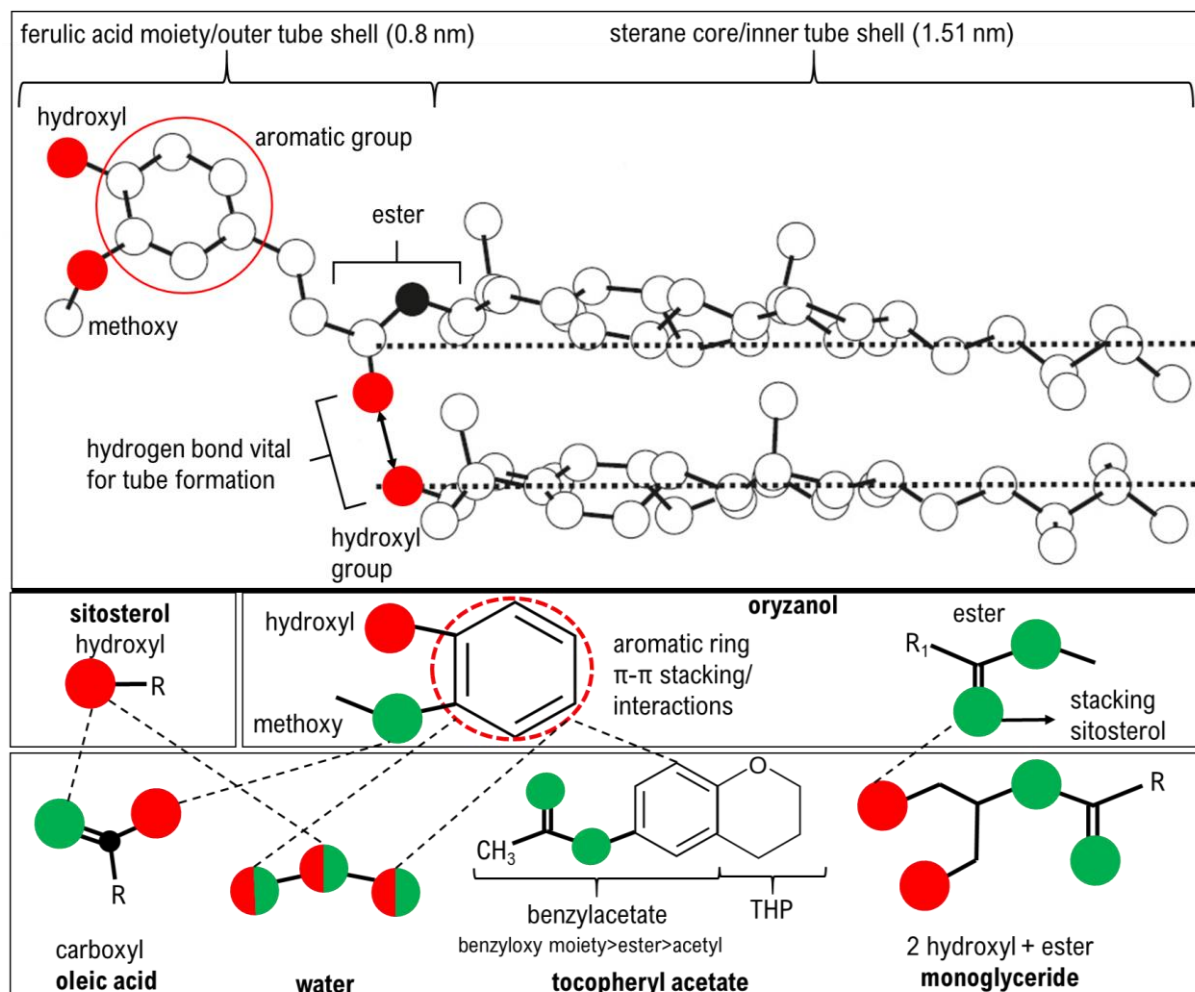 ferulic acid moiety/outer tube shell (0.8 nm)
sterane core/inner tube shell (1.51 nm)
hydroxyl
aromatic group
ester
methoxy
hydrogen bond vital
for tube formation
hydroxyl
group
sitosterol
hydroxyl
R
oryzanol
hydroxyl
methoxy
aromatic ring
π-π stacking/
interactions
ester
R₁
stacking
sitosterol
R
carboxyl
oleic acid
water
O
CH₃
benzylacetate
THP
benzyloxy moiety>ester>acetyl
tocopheryl acetate
R
2 hydroxyl + ester
monoglyceride